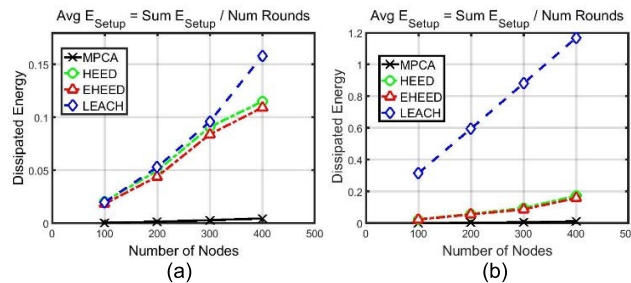 Avg E_Setup = Sum E_Setup / Num Rounds
MPCA
HEED
EHEED
LEACH
Dissipated Energy
0.15
0.1
0.05
0
0 100 200 300 400 500
Number of Nodes
(a)
Avg E_Setup = Sum E_Setup / Num Rounds
MPCA
HEED
EHEED
LEACH
Dissipated Energy
1.2
1
0.8
0.6
0.4
0.2
0
0 100 200 300 400 50
Number of Nodes
(b)